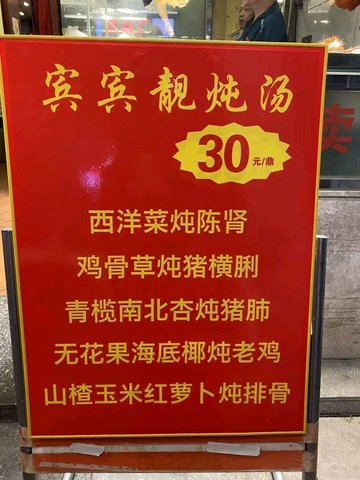 宾宾靓炖汤
30元/鼎
西洋菜炖陈肾
鸡骨草炖猪横脷
青榄南北杏炖猪肺
无花果海底椰炖老鸡
山楂玉米红萝卜炖排骨
卖